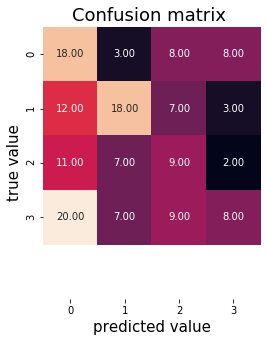 Confusion matrix
true value
0 18.00 3.00 8.00 8.00
1 12.00 18.00 7.00 3.00
2 11.00 7.00 9.00 2.00
3 20.00 7.00 9.00 8.00
0 1 2 3
predicted value